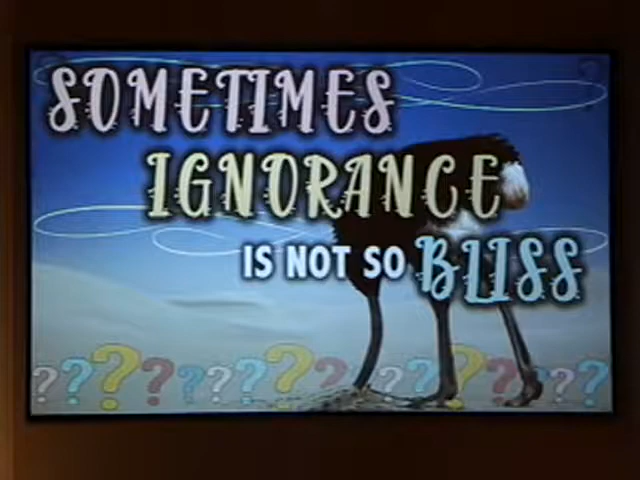 SOMETIMES
IGNORANCE
IS NOT SO BLISS
? ? ? ? ? ? ? ? ? ? ? ? ? ? ? ?